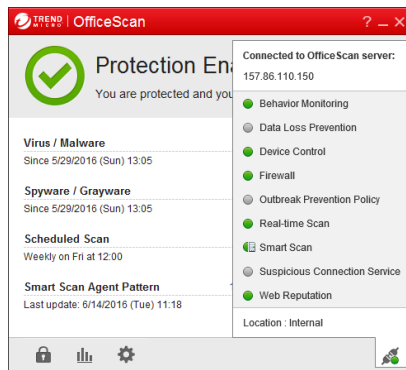 TREND MICRO OfficeScan
? – ×
Protection En
You are protected and you
Virus / Malware
Since 5/29/2016 (Sun) 13:05
Spyware / Grayware
Since 5/29/2016 (Sun) 13:05
Scheduled Scan
Weekly on Fri at 12:00
Smart Scan Agent Pattern
Last update: 6/14/2016 (Tue) 11:18
Connected to OfficeScan server:
157.86.110.150
Behavior Monitoring
Data Loss Prevention
Device Control
Firewall
Outbreak Prevention Policy
Real-time Scan
Smart Scan
Suspicious Connection Service
Web Reputation
Location : Internal